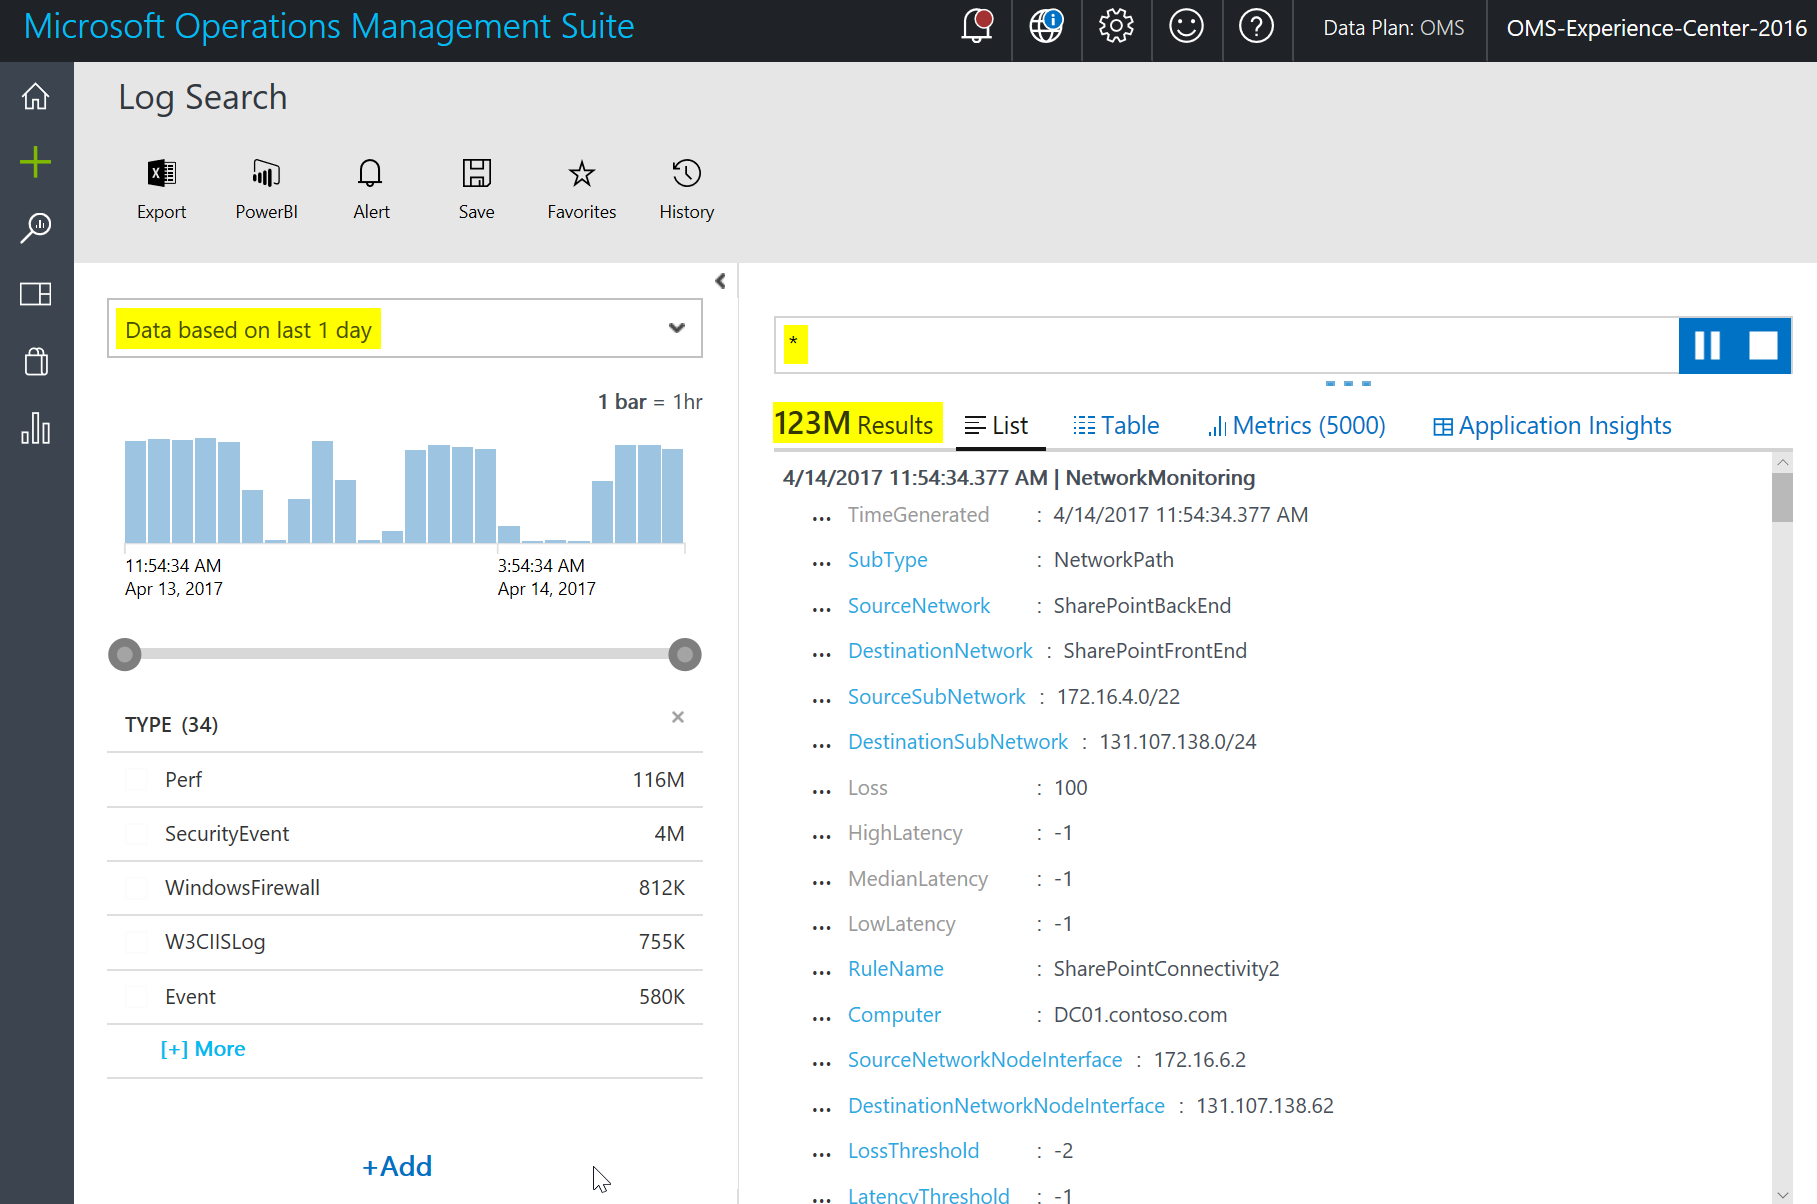 Microsoft Operations Management Suite
Data Plan: OMS
OMS-Experience-Center-2016
Log Search
Export
PowerBI
Alert
Save
Favorites
History
Data based on last 1 day
1 bar = 1hr
11:54:34 AM
Apr 13, 2017
3:54:34 AM
Apr 14, 2017
TYPE (34)
Perf 116M
SecurityEvent 4M
WindowsFirewall 812K
W3CIISLog 755K
Event 580K
[+] More
+Add
*
123M Results
List
Table
Metrics (5000)
Application Insights
4/14/2017 11:54:34.377 AM | NetworkMonitoring
... TimeGenerated : 4/14/2017 11:54:34.377 AM
... SubType : NetworkPath
... SourceNetwork : SharePointBackEnd
... DestinationNetwork : SharePointFrontEnd
... SourceSubNetwork : 172.16.4.0/22
... DestinationSubNetwork : 131.107.138.0/24
... Loss : 100
... HighLatency : -1
... MedianLatency : -1
... LowLatency : -1
... RuleName : SharePointConnectivity2
... Computer : DC01.contoso.com
... SourceNetworkNodeInterface : 172.16.6.2
... DestinationNetworkNodeInterface : 131.107.138.62
... LossThreshold : -2
... LatencyThreshold : -1